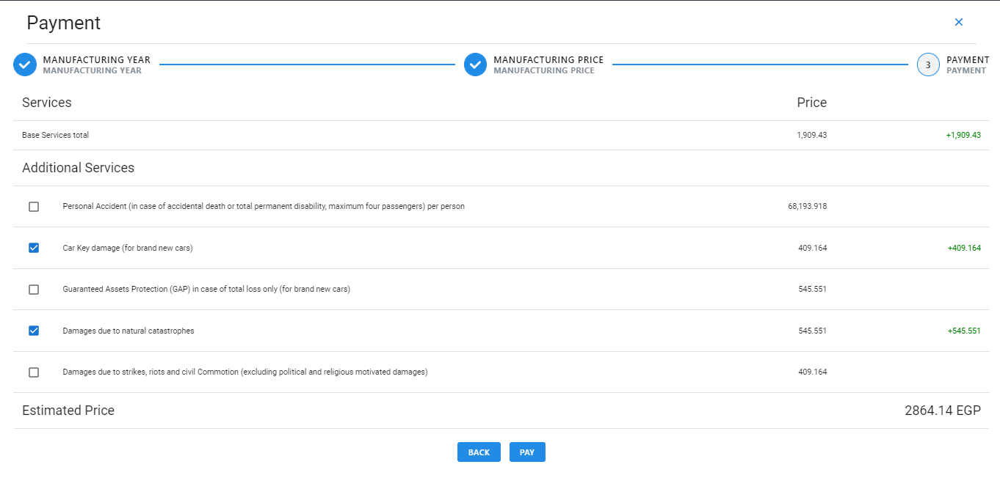 Payment
MANUFACTURING YEAR
MANUFACTURING YEAR
MANUFACTURING PRICE
MANUFACTURING PRICE
3
PAYMENT
PAYMENT
Services Price
Base Services total 1,909.43 +1,909.43
Additional Services
Personal Accident (in case of accidental death or total permanent disability, maximum four passengers) per person 68,193.918
Car Key damage (for brand new cars) 409.164 +409.164
Guaranteed Assets Protection (GAP) in case of total loss only (for brand new cars) 545.551
Damages due to natural catastrophes 545.551 +545.551
Damages due to strikes, riots and civil Commotion (excluding political and religious motivated damages) 409.164
Estimated Price 2864.14 EGP
BACK PAY